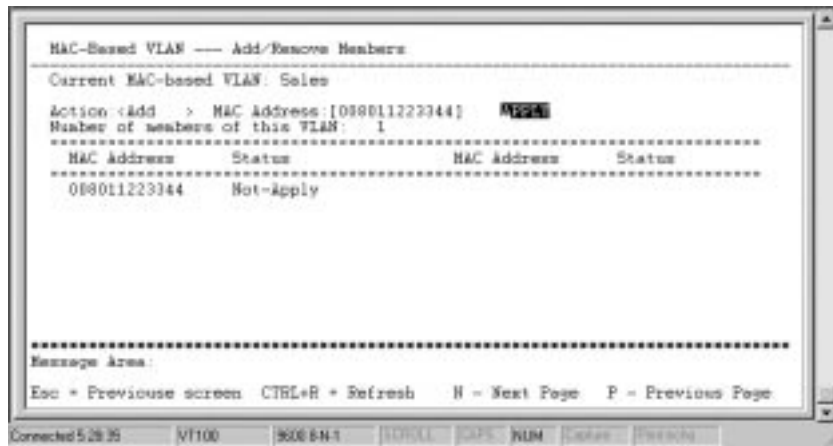 MAC-Based VLAN --- Add/Remove Members
Current MAC-based VLAN: Sales
Action <Add > MAC Address:[008011223344] APPLY
Number of members of this VLAN: 1
MAC Address Status MAC Address Status
008011223344 Not-Apply
Message Area:
Esc = Previouse screen CTRL+R = Refresh N - Next Page P - Previous Page
Connected 5:28:35 VT100 9600 8-N-1 SCROLL CAPS NUM Capture Print echo